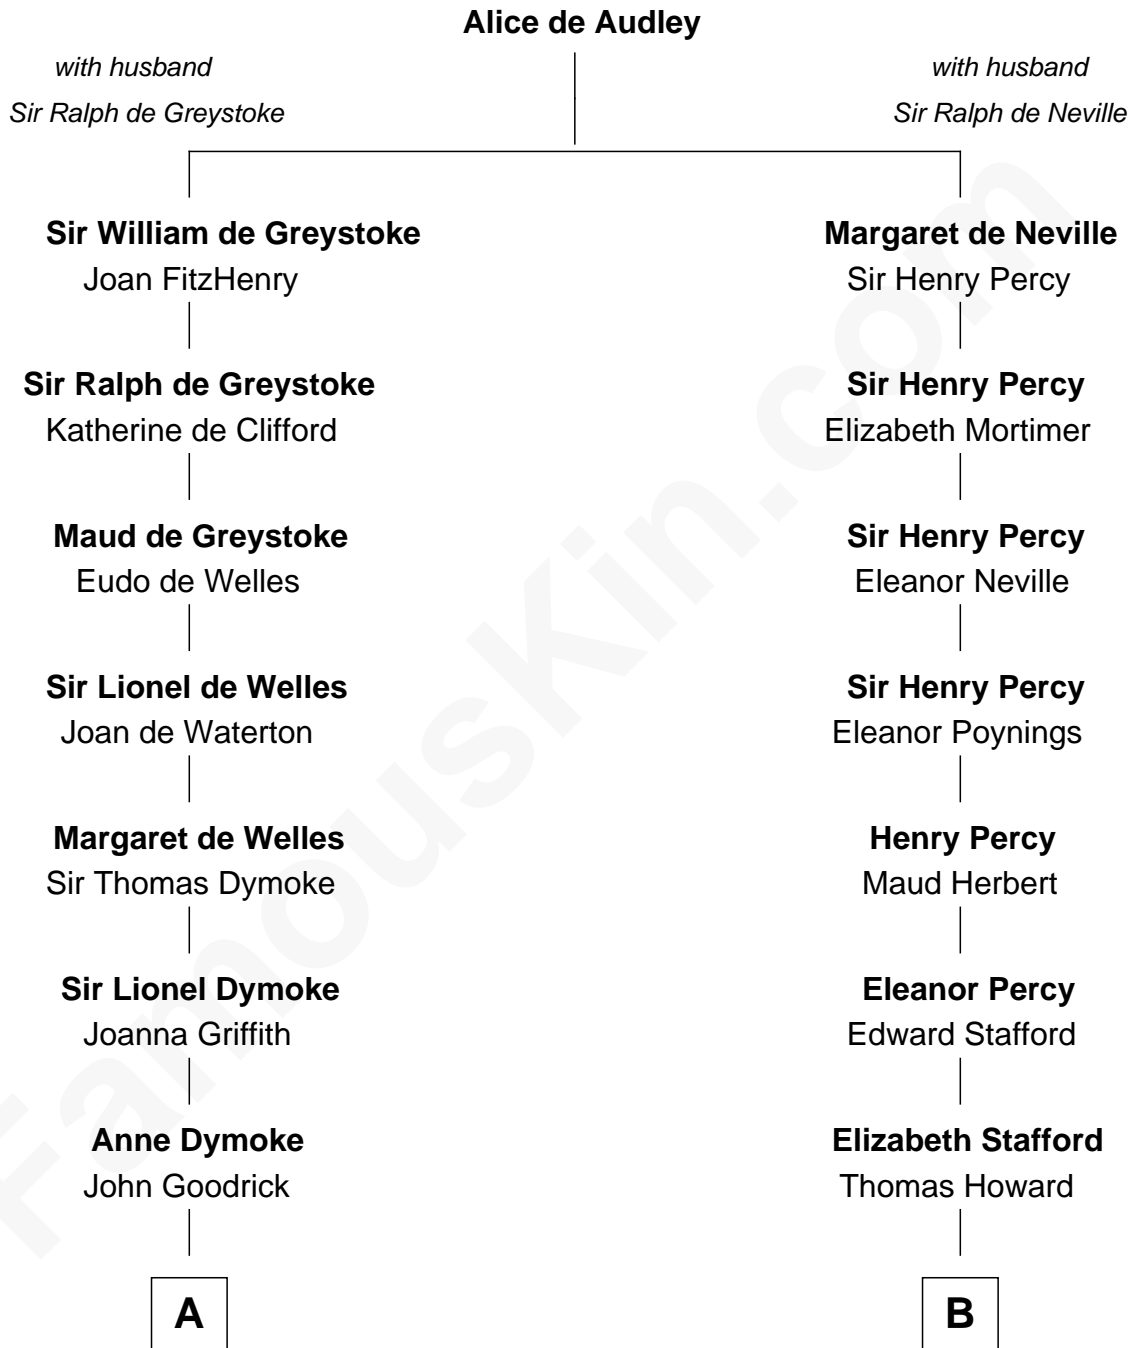 Alice de Audley
with husband
Sir Ralph de Greystoke
with husband
Sir Ralph de Neville
Sir William de Greystoke
Joan FitzHenry
Margaret de Neville
Sir Henry Percy
Sir Ralph de Greystoke
Katherine de Clifford
Sir Henry Percy
Elizabeth Mortimer
Maud de Greystoke
Eudo de Welles
Sir Henry Percy
Eleanor Neville
Sir Lionel de Welles
Joan de Waterton
Sir Henry Percy
Eleanor Poynings
Margaret de Welles
Sir Thomas Dymoke
Henry Percy
Maud Herbert
Sir Lionel Dymoke
Joanna Griffith
Eleanor Percy
Edward Stafford
Anne Dymoke
John Goodrick
Elizabeth Stafford
Thomas Howard
A
B
FamousKin.com